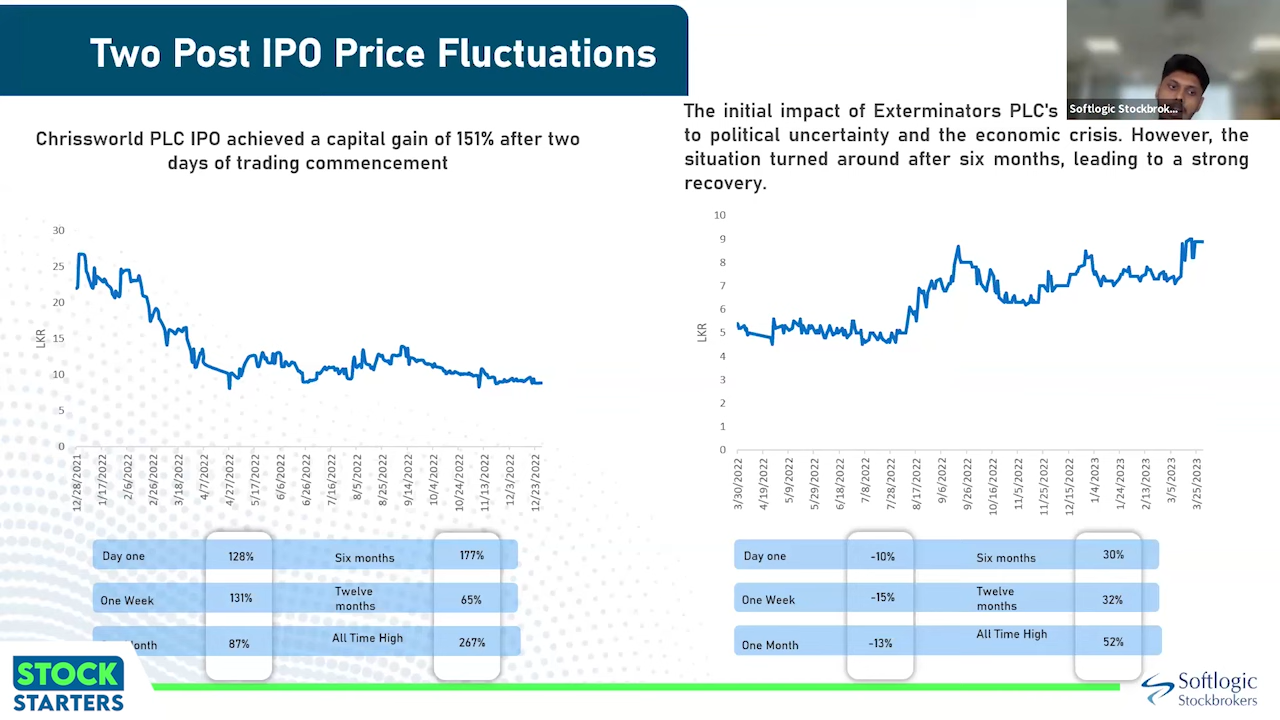 Two Post IPO Price Fluctuations
Softlogic Stockbrok...
Chrissworld PLC IPO achieved a capital gain of 151% after two
days of trading commencement
The initial impact of Exterminators PLC's
to political uncertainty and the economic crisis. However, the
situation turned around after six months, leading to a strong
recovery.
30
25
20
15
10
5
0
LKR
12/28/2021
1/17/2022
2/6/2022
2/26/2022
3/18/2022
4/7/2022
4/27/2022
5/17/2022
6/6/2022
6/26/2022
7/16/2022
8/5/2022
8/25/2022
9/14/2022
10/4/2022
10/24/2022
11/13/2022
12/3/2022
12/23/2022
10
9
8
7
6
5
4
3
2
1
0
LKR
3/30/2022
4/19/2022
5/9/2022
5/29/2022
6/18/2022
7/8/2022
7/28/2022
8/17/2022
9/6/2022
9/26/2022
10/16/2022
11/5/2022
11/25/2022
12/15/2022
1/4/2023
1/24/2023
2/13/2023
3/5/2023
3/25/2023
Day one 128% Six months 177%
One Week 131% Twelve months 65%
onth 87% All Time High 267%
Day one -10% Six months 30%
One Week -15% Twelve months 32%
One Month -13% All Time High 52%
STOCK
STARTERS
Softlogic
Stockbrokers